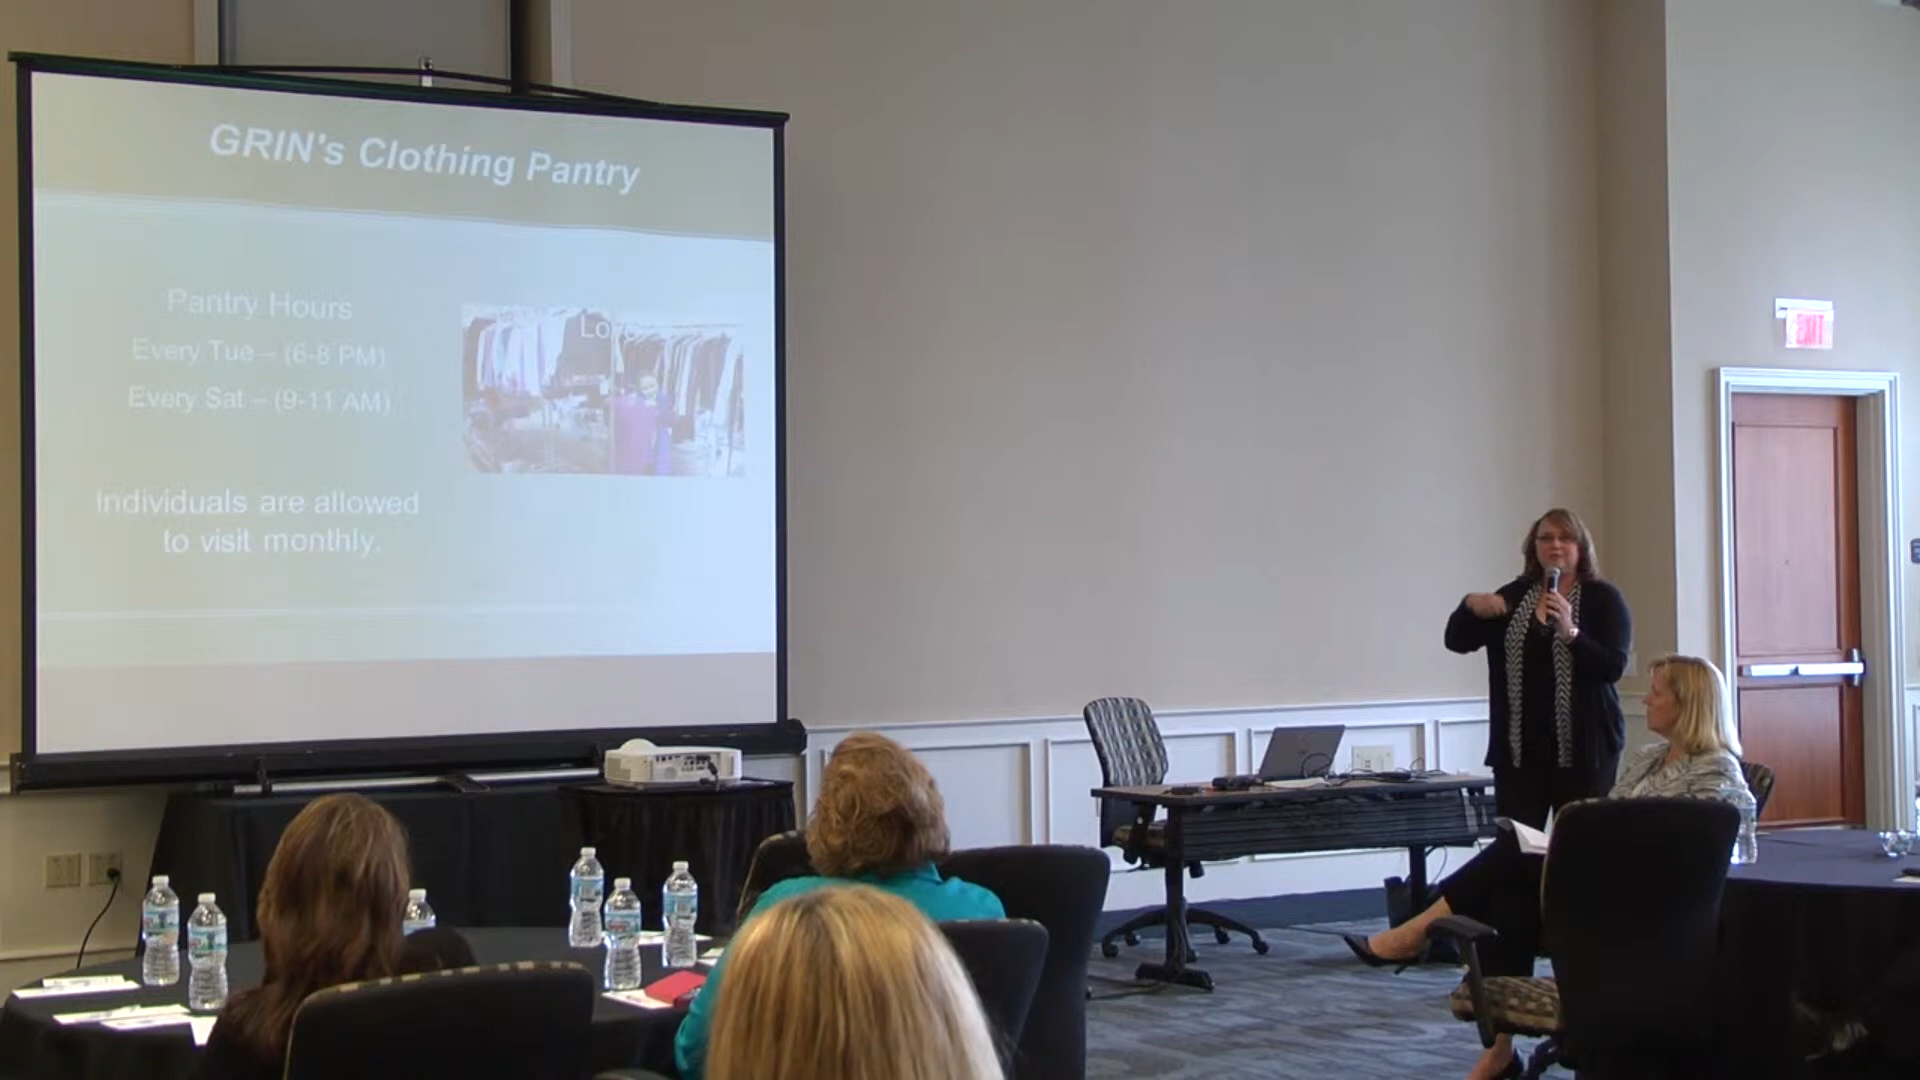 GRIN's Clothing Pantry
Pantry Hours
Every Tue – (6-8 PM)
Every Sat – (9-11 AM)
Individuals are allowed
to visit monthly.
EXIT